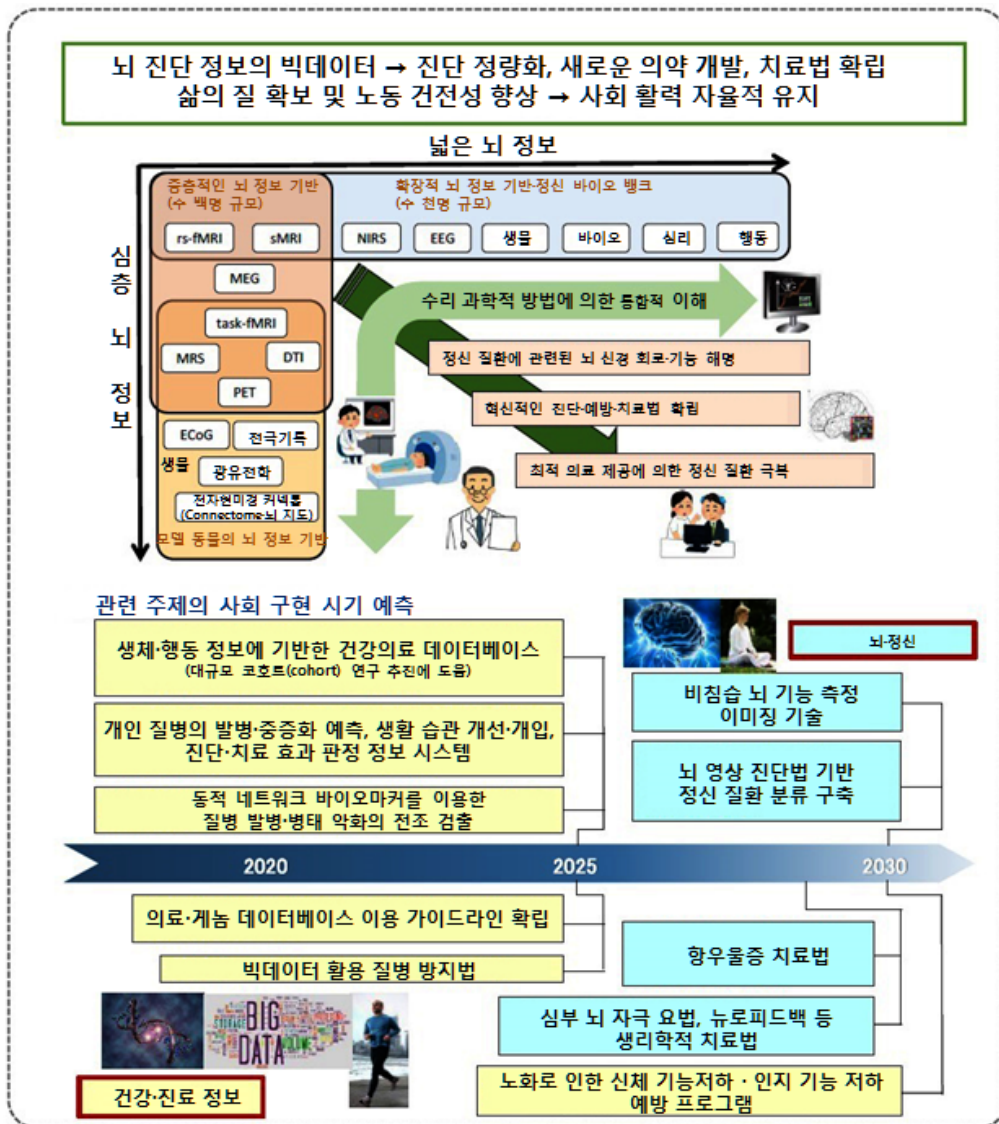 뇌 진단 정보의 빅데이터 → 진단 정량화, 새로운 의약 개발, 치료법 확립
삶의 질 확보 및 노동 건전성 향상 → 사회 활력 자율적 유지
넓은 뇌 정보
심층 뇌 정보
중층적인 뇌 정보 기반
(수 백명 규모)
rs-fMRI
sMRI
MEG
task-fMRI
MRS
DTI
PET
확장적 뇌 정보 기반·정신 바이오 뱅크
(수 천명 규모)
NIRS
EEG
생물
바이오
심리
행동
ECoG
전극기록
생물
광유전학
전자현미경 커넥톰
(Connectome·뇌 지도)
모델 동물의 뇌 정보 기반
수리 과학적 방법에 의한 통합적 이해
정신 질환에 관련된 뇌 신경 회로·기능 해명
혁신적인 진단·예방·치료법 확립
최적 의료 제공에 의한 정신 질환 극복
관련 주제의 사회 구현 시기 예측
생체·행동 정보에 기반한 건강의료 데이터베이스
(대규모 코호트(cohort) 연구 추진에 도움)
개인 질병의 발병·중증화 예측, 생활 습관 개선·개입,
진단·치료 효과 판정 정보 시스템
동적 네트워크 바이오마커를 이용한
질병 발병·병태 악화의 전조 검출
뇌·정신
비침습 뇌 기능 측정
이미징 기술
뇌 영상 진단법 기반
정신 질환 분류 구축
2020
2025
2030
의료·게놈 데이터베이스 이용 가이드라인 확립
빅데이터 활용 질병 방지법
항우울증 치료법
심부 뇌 자극 요법, 뉴로피드백 등
생리학적 치료법
노화로 인한 신체 기능저하 · 인지 기능 저하
예방 프로그램
STORAGE
BIG
DATA
VOLUME
건강·진료 정보